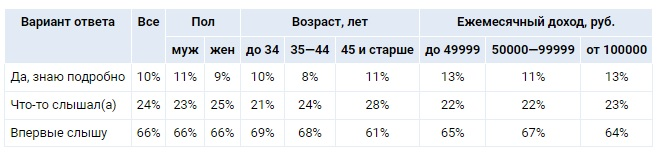 Вариант ответа Все Пол Возраст, лет Ежемесячный доход, руб.
муж жен до 34 35—44 45 и старше до 49999 50000—99999 от 100000
Да, знаю подробно 10% 11% 9% 10% 8% 11% 13% 11% 13%
Что-то слышал(а) 24% 23% 25% 21% 24% 28% 22% 22% 23%
Впервые слышу 66% 66% 66% 69% 68% 61% 65% 67% 64%